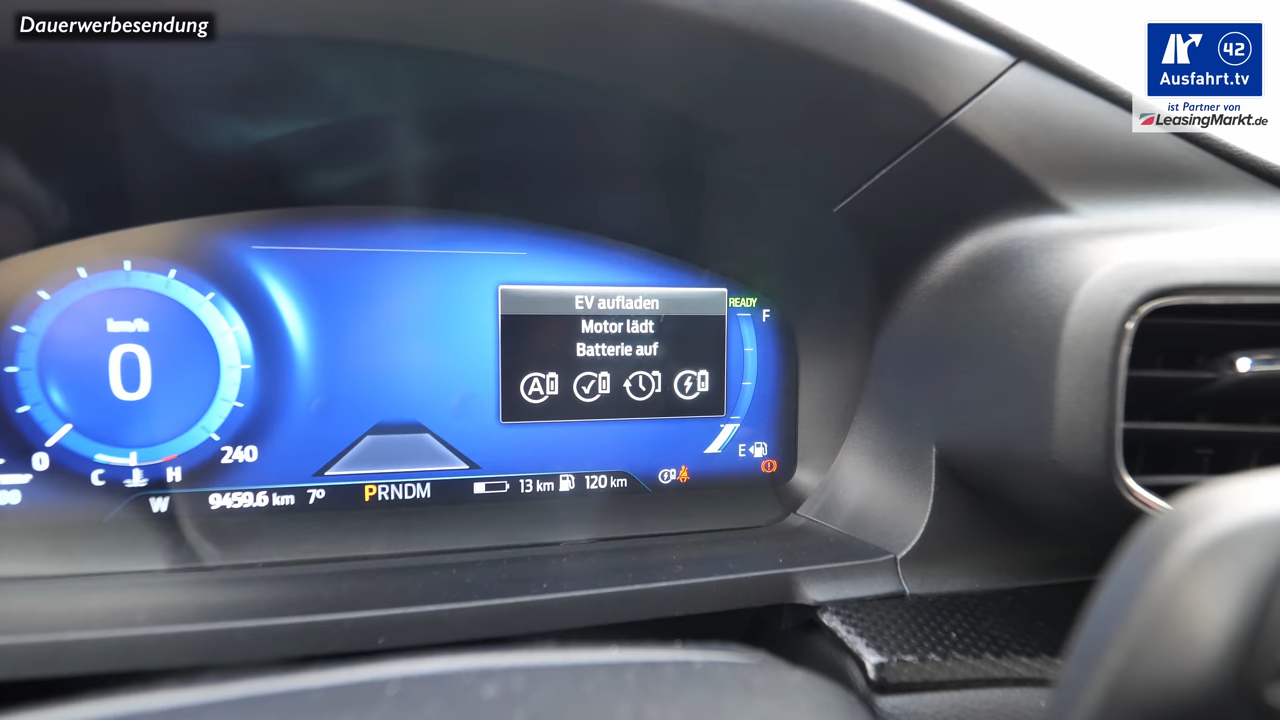 Dauerwerbesendung
42
Ausfahrt.tv
ist Partner von
LeasingMarkt.de
EV aufladen
Motor lädt
Batterie auf
A
READY
F
km/h
0
0
240
C H
E
W 9459.6 km 7° PRNDM 13 km 120 km